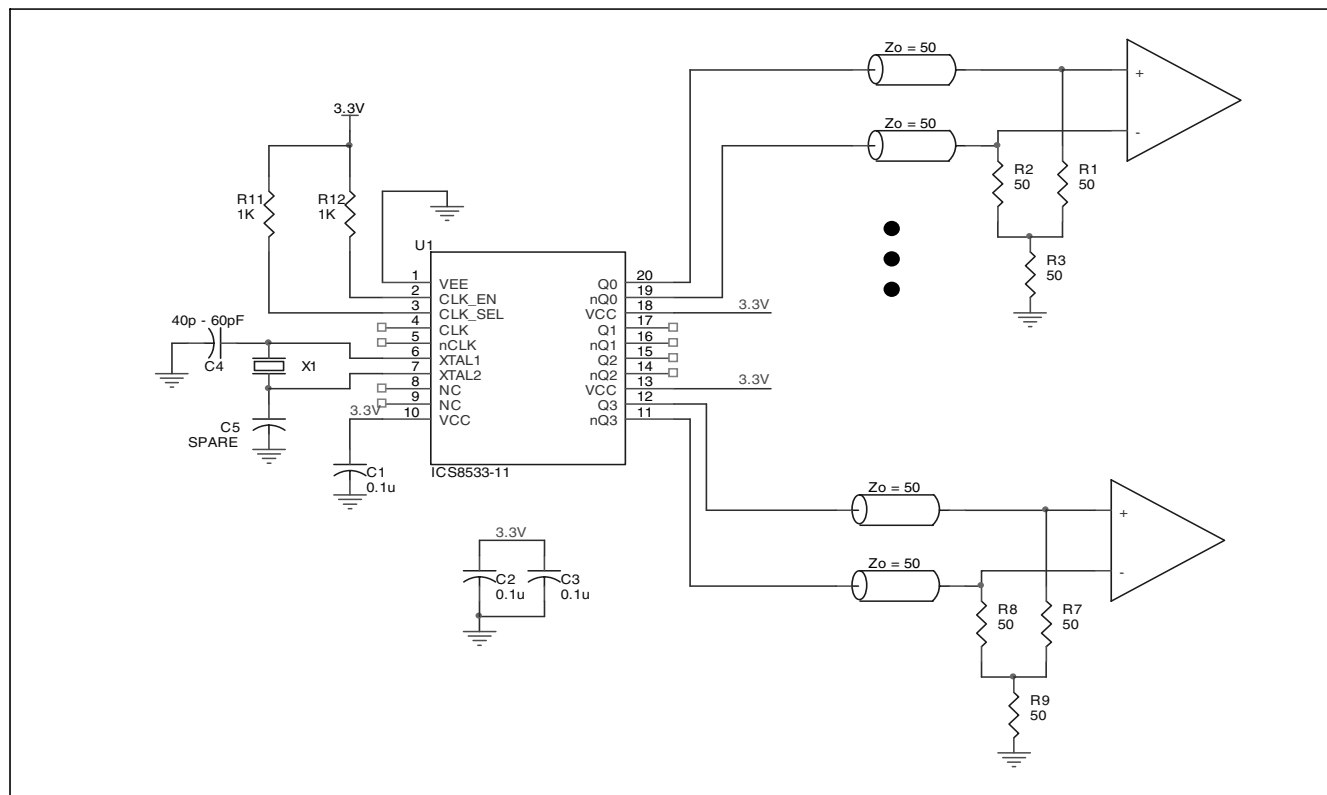 Zo = 50
+
Zo = 50
-
3.3V
R2
50
R1
50
R11
1K
R12
1K
R3
50
U1
1
VEE
2
CLK_EN
3
CLK_SEL
4
CLK
5
nCLK
6
XTAL1
7
XTAL2
8
NC
9
NC
10
VCC
20
Q0
19
nQ0
18
VCC
3.3V
17
Q1
16
nQ1
15
Q2
14
nQ2
13
VCC
3.3V
12
Q3
11
nQ3
40p - 60pF
C4
X1
3.3V
C5
SPARE
C1
0.1u
ICS8533-11
3.3V
C2
0.1u
C3
0.1u
Zo = 50
+
Zo = 50
-
R8
50
R7
50
R9
50